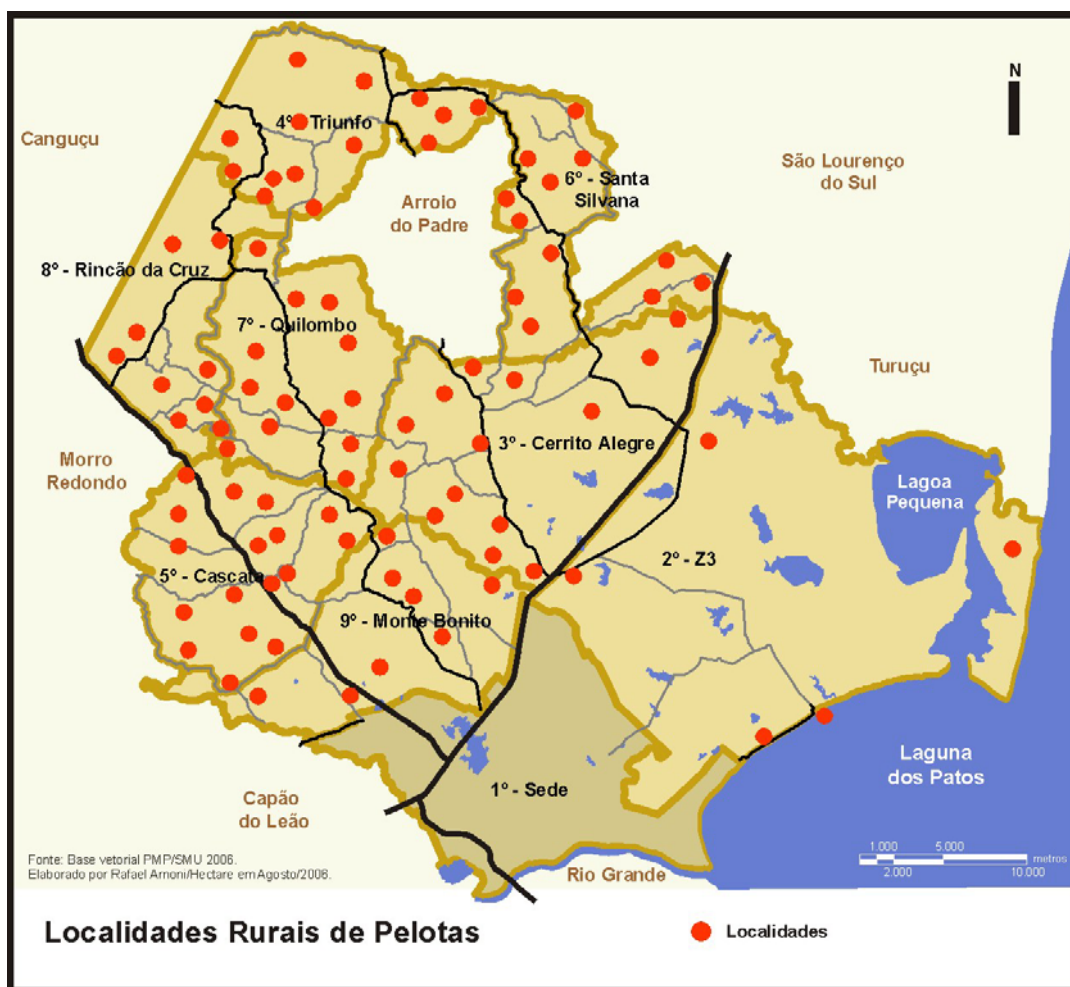 N
Canguçu
4º - Triunfo
São Lourenço
do Sul
6º - Santa
Silvana
Arroio
do Padre
8º - Rincão da Cruz
7º - Quilombo
Turuçu
3º - Cerrito Alegre
Morro
Redondo
Lagoa
Pequena
2º - Z3
5º - Cascata
9º - Monte Bonito
Laguna
dos Patos
1º - Sede
Capão
do Leão
Rio Grande
1.000 5.000
metros
2.000 10.000
Fonte: Base vetorial PMP/SMU 2006.
Elaborado por Rafael Arnoni/Hectare em Agosto/2008.
Localidades Rurais de Pelotas
Localidades